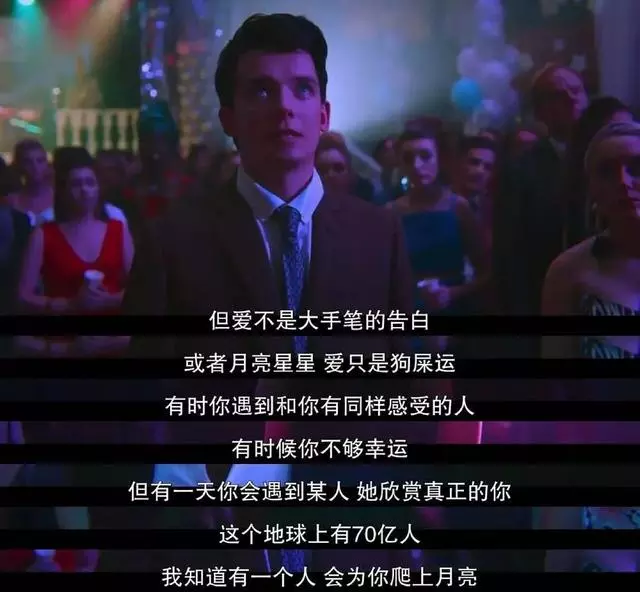 但爱不是大手笔的告白
或者月亮星星 爱只是狗屎运
有时你遇到和你有同样感受的人
有时候你不够幸运
但有一天你会遇到某人 她欣赏真正的你
这个地球上有70亿人
我知道有一个人 会为你爬上月亮